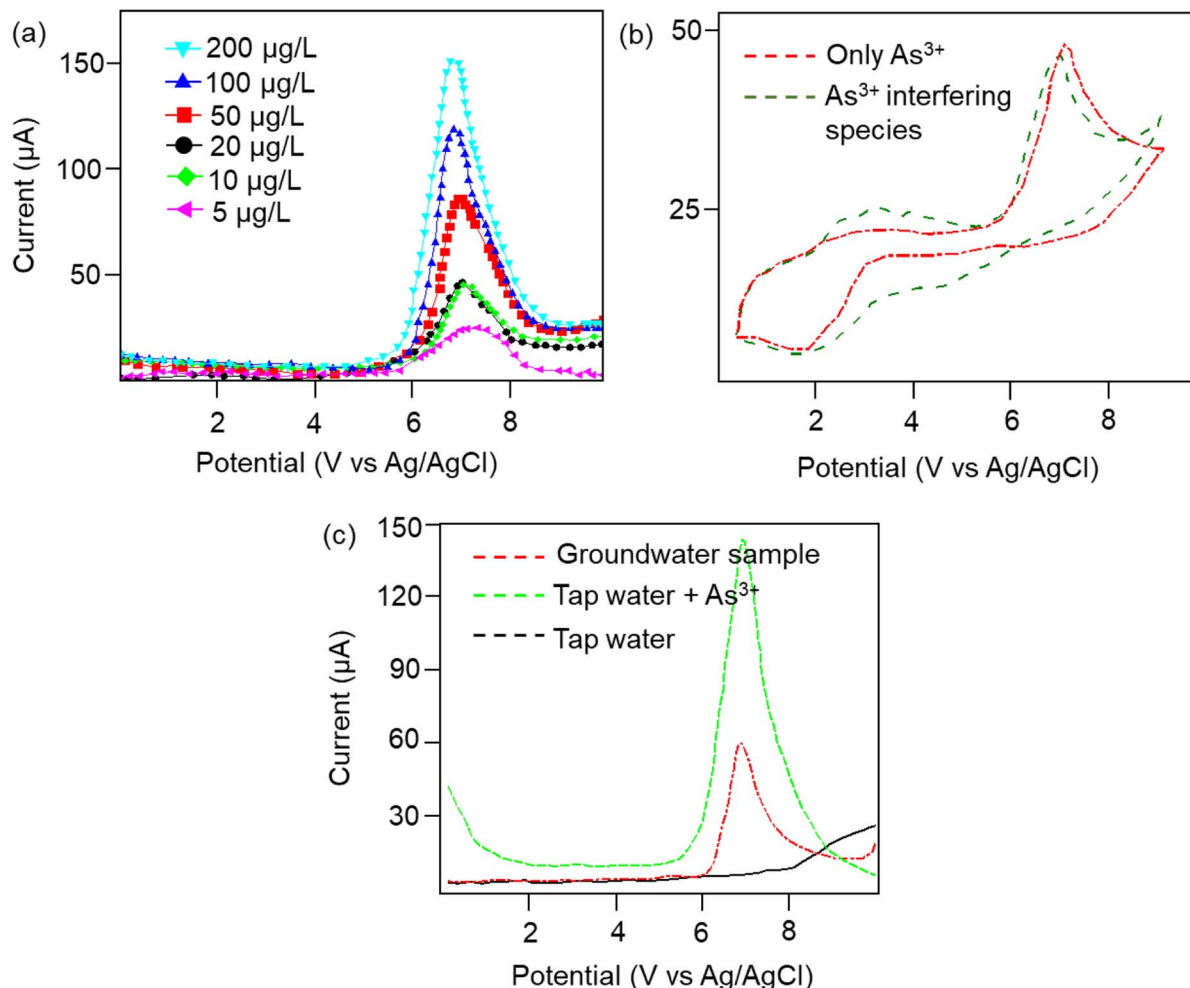 (a)
200 µg/L
100 µg/L
50 µg/L
20 µg/L
10 µg/L
5 µg/L
150
100
50
Current (µA)
2 4 6 8
Potential (V vs Ag/AgCl)
(b)
50
25
Only As³⁺
As³⁺ interfering
species
2 4 6 8
Potential (V vs Ag/AgCl)
(c)
150
120
90
60
30
Current (µA)
Groundwater sample
Tap water + As³⁺
Tap water
2 4 6 8
Potential (V vs Ag/AgCl)